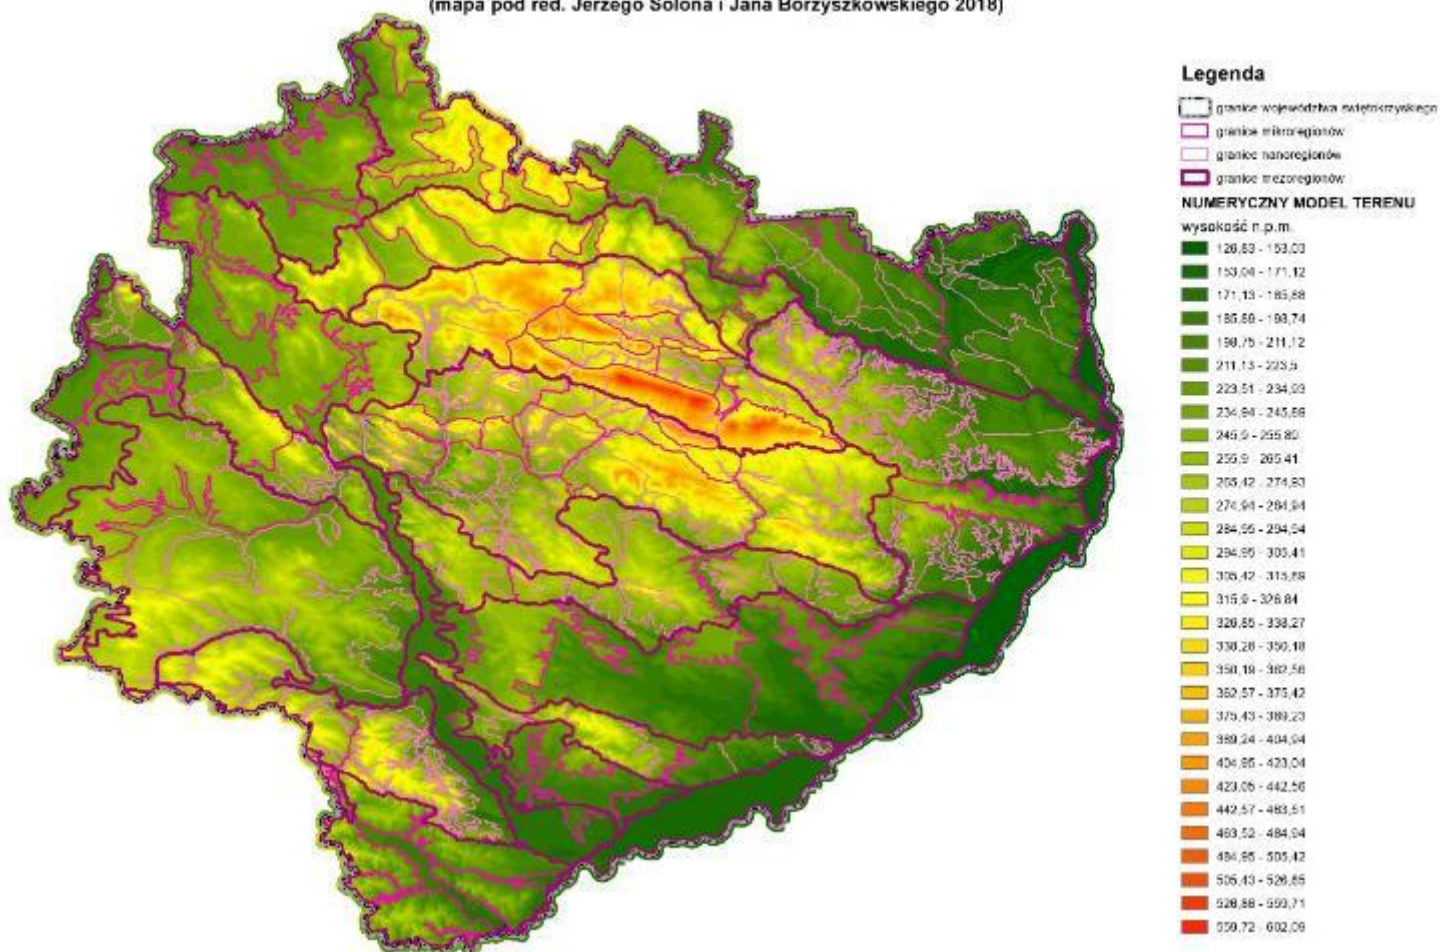 (mapa pod red. Jerzego Solona i Jana Borzyszkowskiego 2018)
Legenda
granice województwa świętokrzyskiego
granice mikroregionów
granice nanoregionów
granice mezoregionów
NUMERYCZNY MODEL TERENU
wysokość n.p.m.
126,83 - 153,03
153,04 - 171,12
171,13 - 185,88
185,89 - 198,74
198,75 - 211,12
211,13 - 223,5
223,51 - 234,93
234,94 - 245,89
245,9 - 255,89
255,9 - 265,41
265,42 - 274,93
274,94 - 284,94
284,95 - 294,94
294,95 - 305,41
305,42 - 315,89
315,9 - 326,84
326,85 - 338,27
338,28 - 350,18
350,19 - 362,56
362,57 - 375,42
375,43 - 389,23
389,24 - 404,94
404,95 - 423,04
423,05 - 442,56
442,57 - 463,51
463,52 - 484,94
484,95 - 505,42
505,43 - 526,85
526,86 - 559,71
559,72 - 602,09